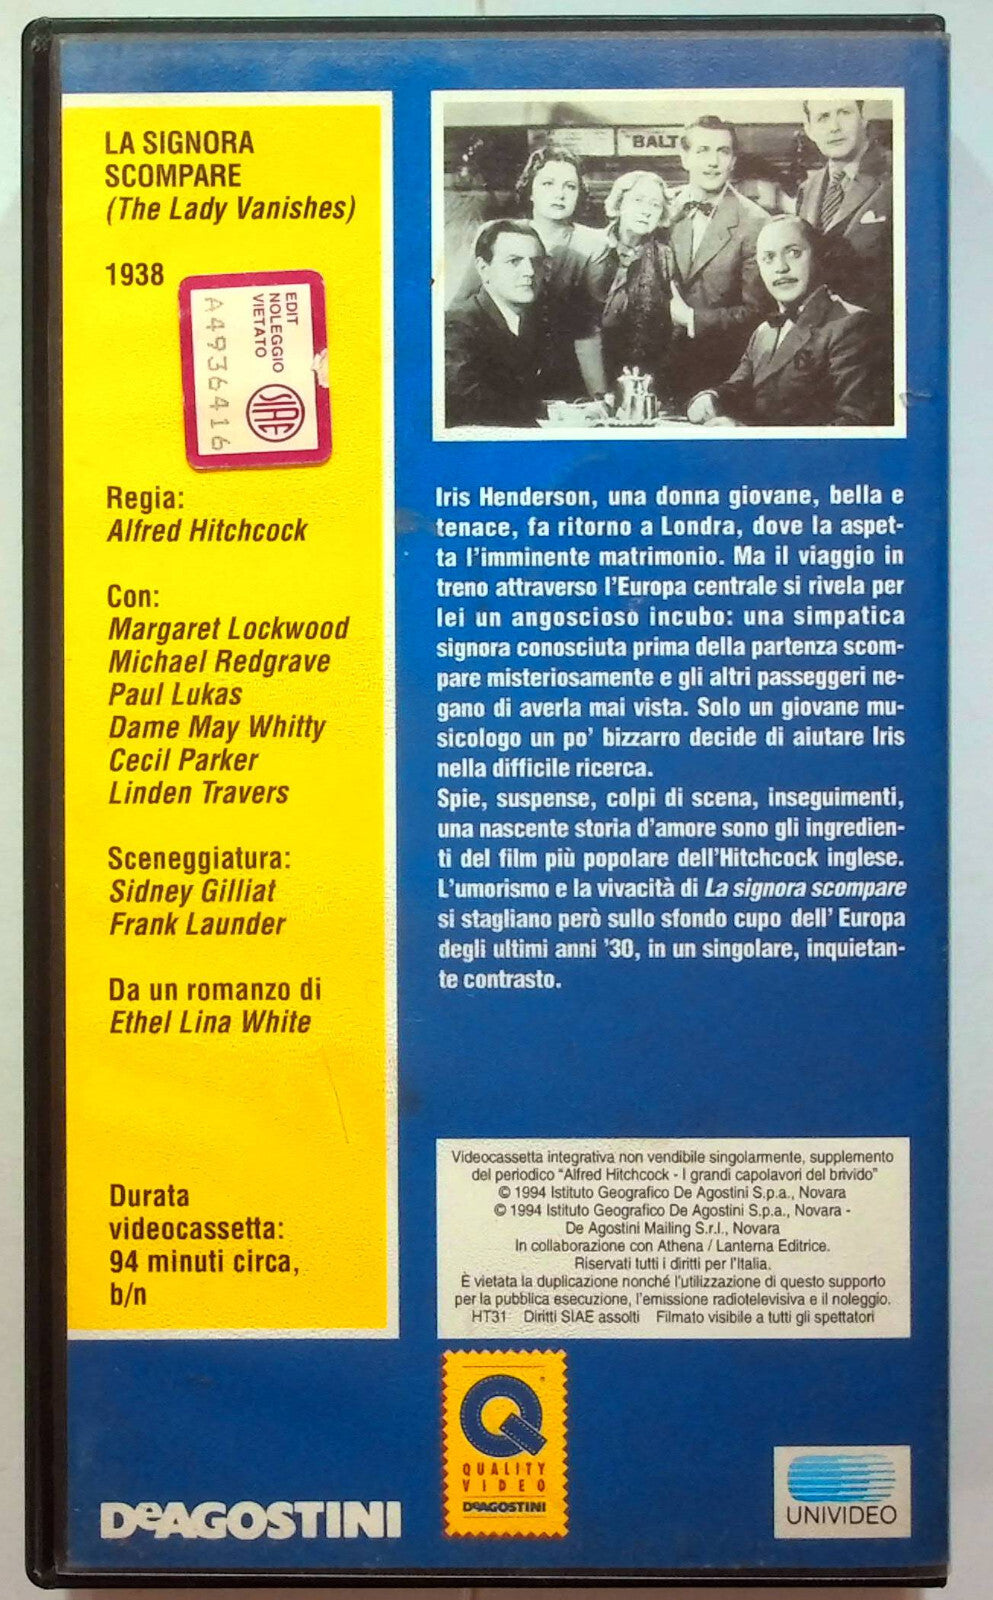 LA SIGNORA
SCOMPARE
(The Lady Vanishes)
1938
EDIT
NOLEGGIO
VIETATO
SIAE
A4936416
Regia:
Alfred Hitchcock
Con:
Margaret Lockwood
Michael Redgrave
Paul Lukas
Dame May Whitty
Cecil Parker
Linden Travers
Sceneggiatura:
Sidney Gilliat
Frank Launder
Da un romanzo di
Ethel Lina White
Durata
videocassetta:
94 minuti circa,
b/n
DeAGOSTINI
"BALT
Iris Henderson, una donna giovane, bella e
tenace, fa ritorno a Londra, dove la aspet-
ta l'imminente matrimonio. Ma il viaggio in
treno attraverso l'Europa centrale si rivela per
lei un angoscioso incubo: una simpatica
signora conosciuta prima della partenza scom-
pare misteriosamente e gli altri passeggeri ne-
gano di averla mai vista. Solo un giovane mu-
sicologo un po' bizzarro decide di aiutare Iris
nella difficile ricerca.
Spie, suspense, colpi di scena, inseguimenti,
una nascente storia d'amore sono gli ingredien-
ti del film più popolare dell'Hitchcock inglese.
L'umorismo e la vivacità di La signora scompare
si stagliano però sullo sfondo cupo dell' Europa
degli ultimi anni '30, in un singolare, inquietan-
te contrasto.
Videocassetta integrativa non vendibile singolarmente, supplemento
del periodico "Alfred Hitchcock - I grandi capolavori del brivido"
© 1994 Istituto Geografico De Agostini S.p.a., Novara
© 1994 Istituto Geografico De Agostini S.p.a., Novara -
De Agostini Mailing S.r.l., Novara
In collaborazione con Athena / Lanterna Editrice.
Riservati tutti i diritti per l'Italia.
È vietata la duplicazione nonché l'utilizzazione di questo supporto
per la pubblica esecuzione, l'emissione radiotelevisiva e il noleggio.
HT31 Diritti SIAE assolti Filmato visibile a tutti gli spettatori
QUALITY
VIDEO
DeAGOSTINI
UNIVIDEO